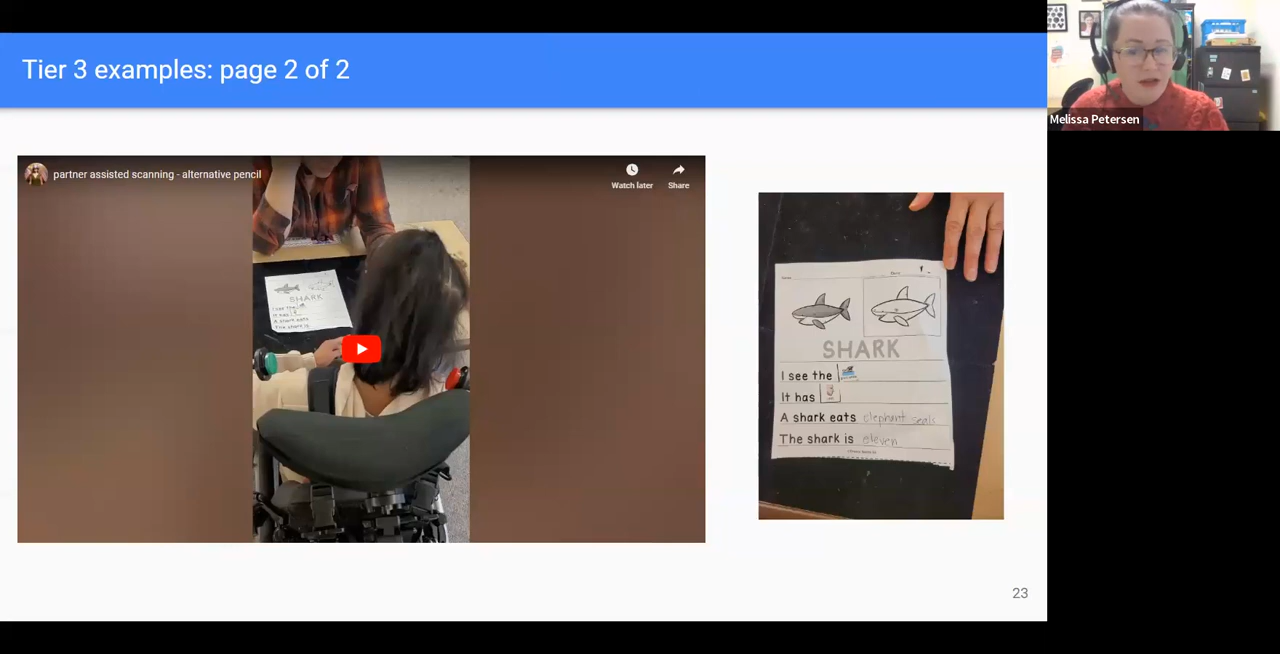 Tier 3 examples: page 2 of 2
Melissa Petersen
partner assisted scanning - alternative pencil
Watch later
Share
SHARK
I see the
It has
A shark eats
The shark is
SHARK
I see the
It has
A shark eats elephant seals
The shark is eleven
23